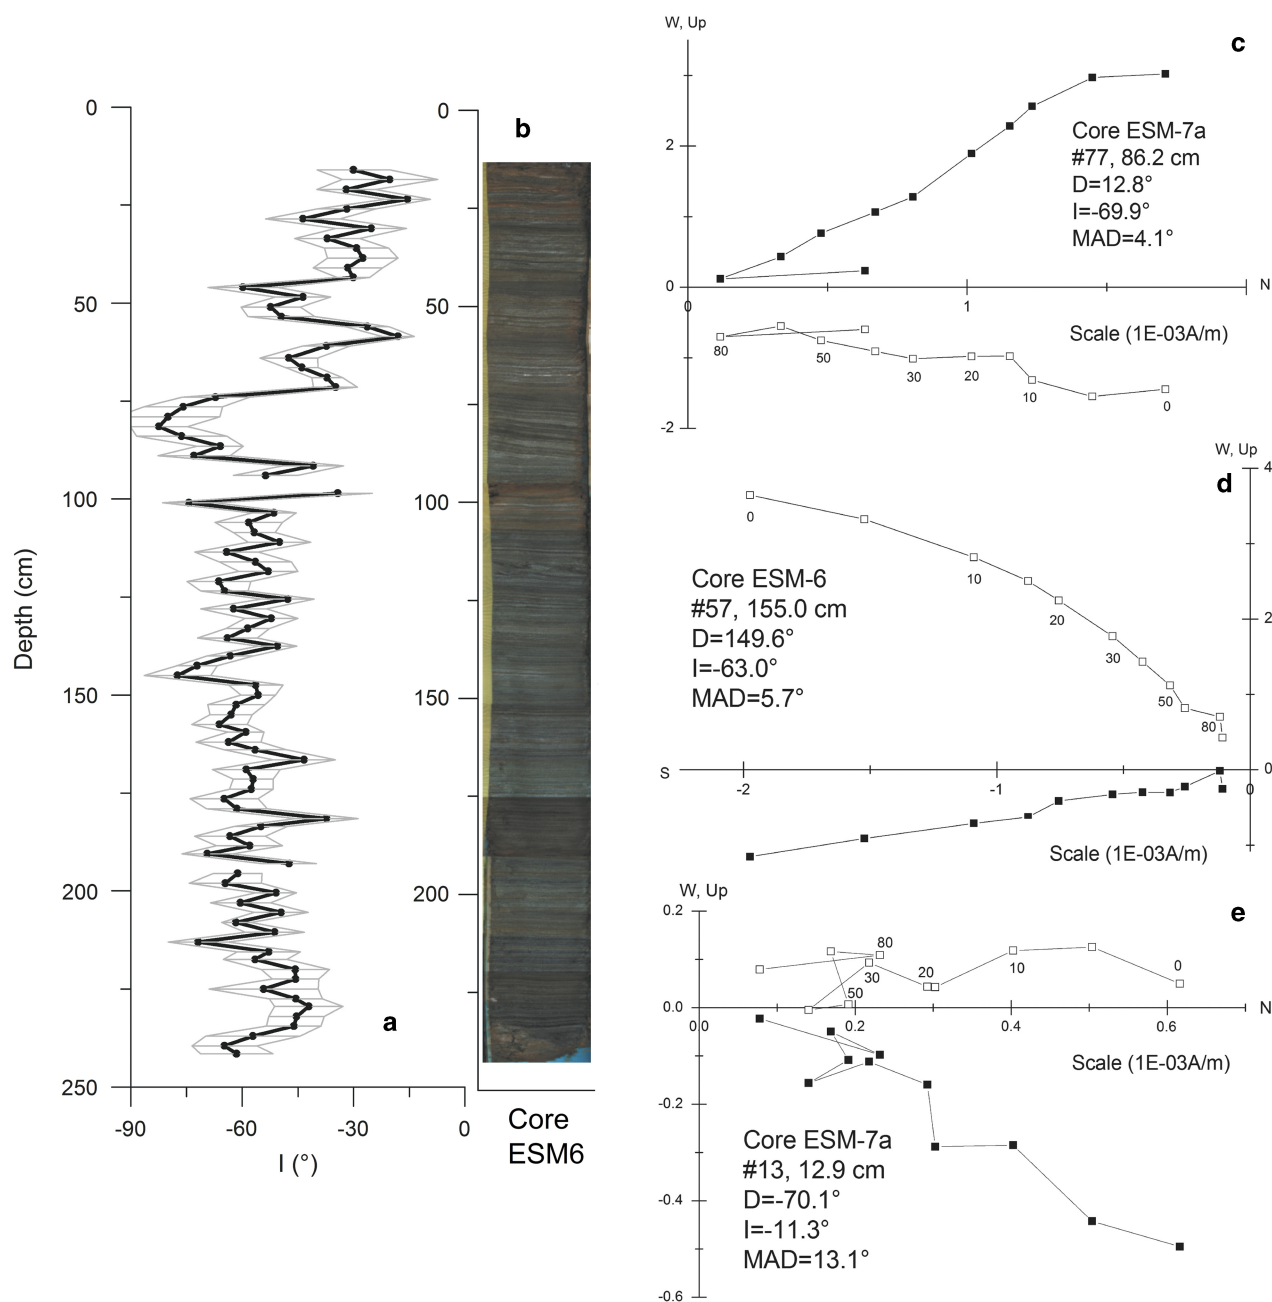 0
50
100
150
200
250
Depth (cm)
-90
-60
-30
0
I (°)
a
0
50
100
150
200
b
Core
ESM6
W, Up
c
2
0
-2
0
1
N
Core ESM-7a
#77, 86.2 cm
D=12.8°
I=-69.9°
MAD=4.1°
Scale (1E-03A/m)
80
50
30
20
10
0
W, Up
d
4
2
0
S
-2
-1
0
0
10
20
30
50
80
Core ESM-6
#57, 155.0 cm
D=149.6°
I=-63.0°
MAD=5.7°
Scale (1E-03A/m)
W, Up
e
0.2
0.0
-0.2
-0.4
-0.6
0.0
0.2
0.4
0.6
N
80
50
30
20
10
0
Scale (1E-03A/m)
Core ESM-7a
#13, 12.9 cm
D=-70.1°
I=-11.3°
MAD=13.1°